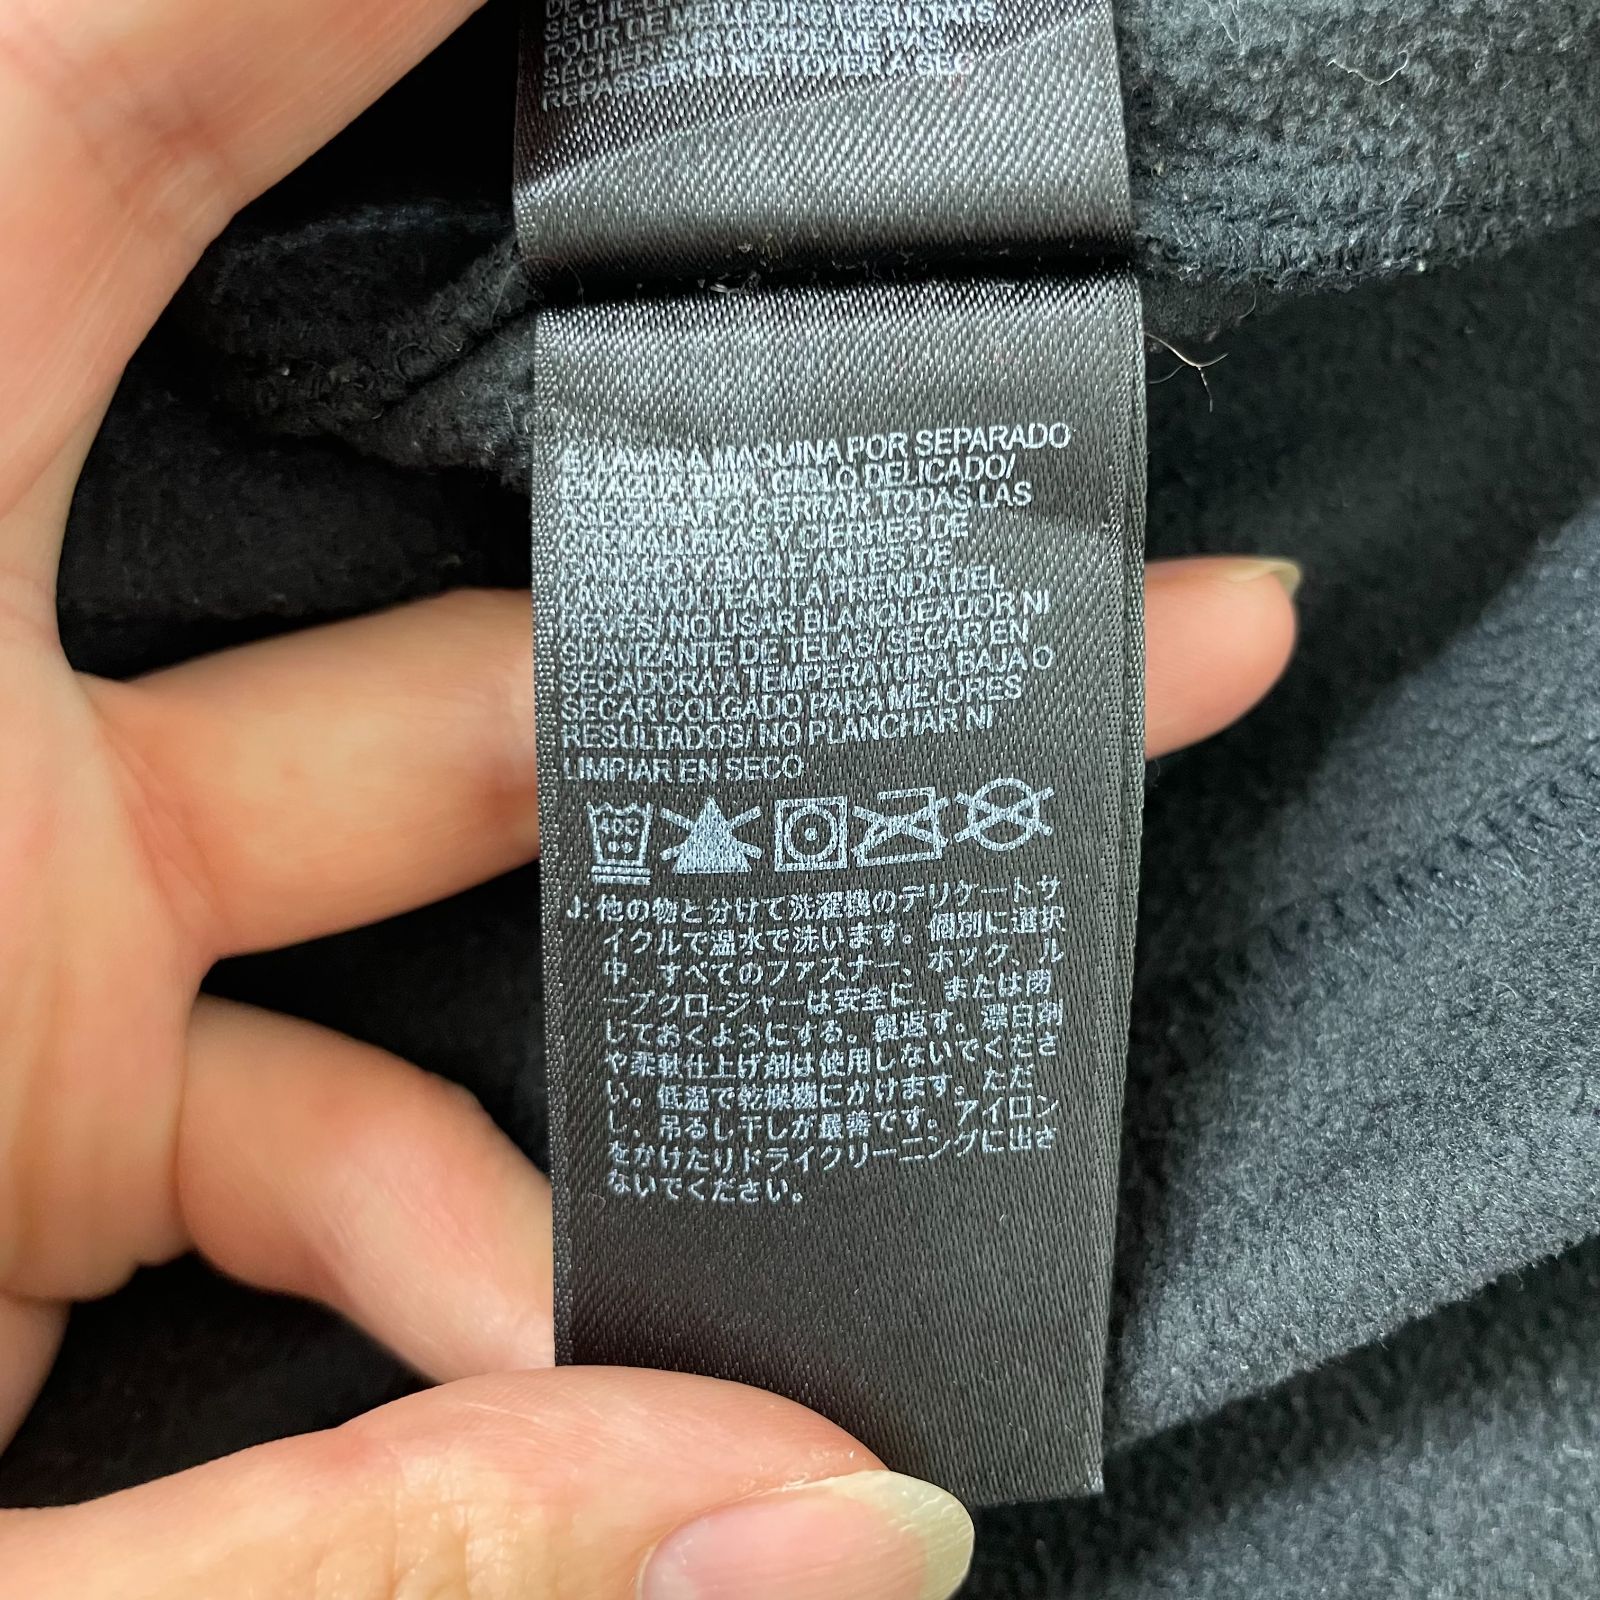 SÈCHE-LI
DE MEILLEURS RÉSULTATS
POUR
SÉCHER SUR CORDE/NE PAS
REPASSER NI NETTOYER À SEC
E: LAVAR A MAQUINA POR SEPARADO
EN AGUA TIBIA, CICLO DELICADO/
ASEGURAR O CERRAR TODAS LAS
CREMALLERAS Y CIERRES DE
GANCHO Y BUCLE ANTES DE
LAVAR/VOLTEAR LA PRENDA DEL
REVES/NO USAR BLANQUEADOR NI
SUAVIZANTE DE TELAS/ SECAR EN
SECADORA A TEMPERATURA BAJA O
SECAR COLGADO PARA MEJORES
RESULTADOS/NO PLANCHAR NI
LIMPIAR EN SECO
40C
J: 他の物と分けて洗濯機のデリケートサ
イクルで温水で洗います。個別に選択
中、すべてのファスナー、ホック、ル
ープクロージャーは安全に、または閉
じておくようにする。裏返す。漂白剤
や柔軟仕上げ剤は使用しないでくださ
い。低温で乾燥機にかけます。ただ
し、吊るし干しが最善です。アイロン
をかけたりドライクリーニングに出さ
ないでください。